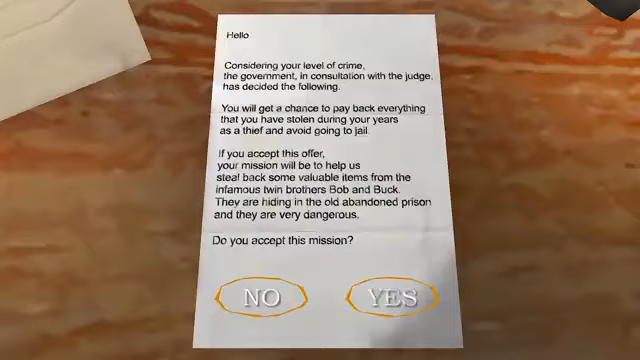 Hello
Considering your level of crime,
the government, in consultation with the judge,
has decided the following.
You will get a chance to pay back everything
that you have stolen during your years
as a thief and avoid going to jail.
If you accept this offer,
your mission will be to help us
steal back some valuable items from the
infamous twin brothers Bob and Buck.
They are hiding in the old abandoned prison
and they are very dangerous.
Do you accept this mission?
NO YES